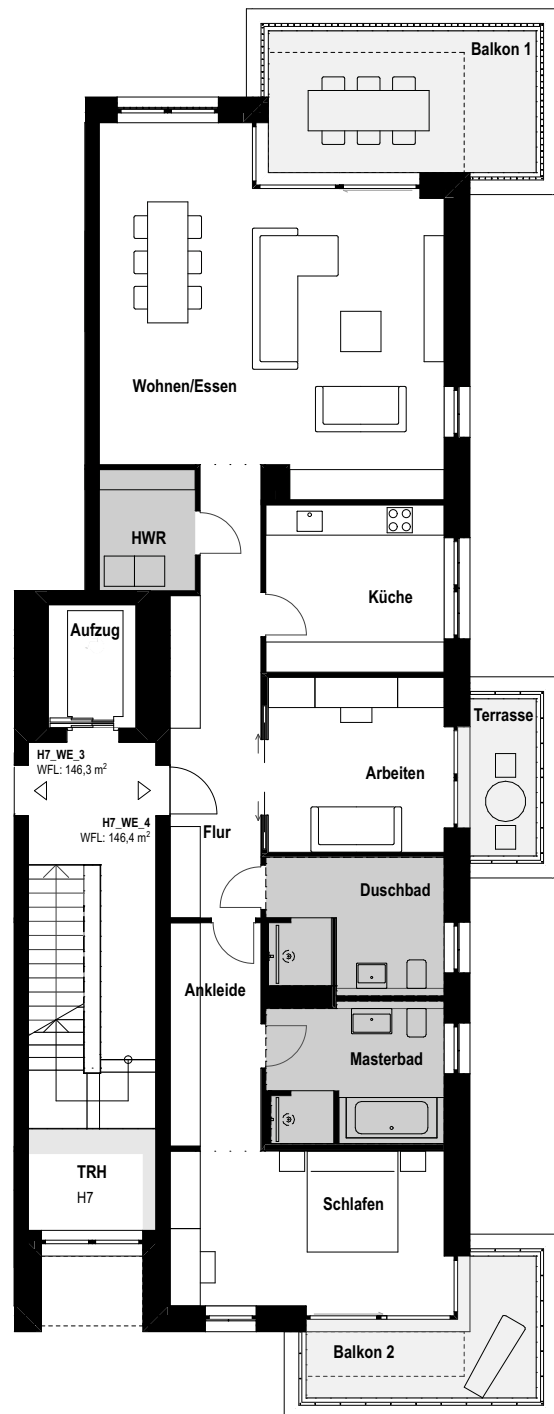 Balkon 1
Wohnen/Essen
HWR
Küche
Aufzug
Terrasse
H7_WE_3
WFL: 146,3 m²
Arbeiten
H7_WE_4
WFL: 146,4 m²
Flur
Duschbad
Ankleide
Masterbad
TRH
H7
Schlafen
Balkon 2